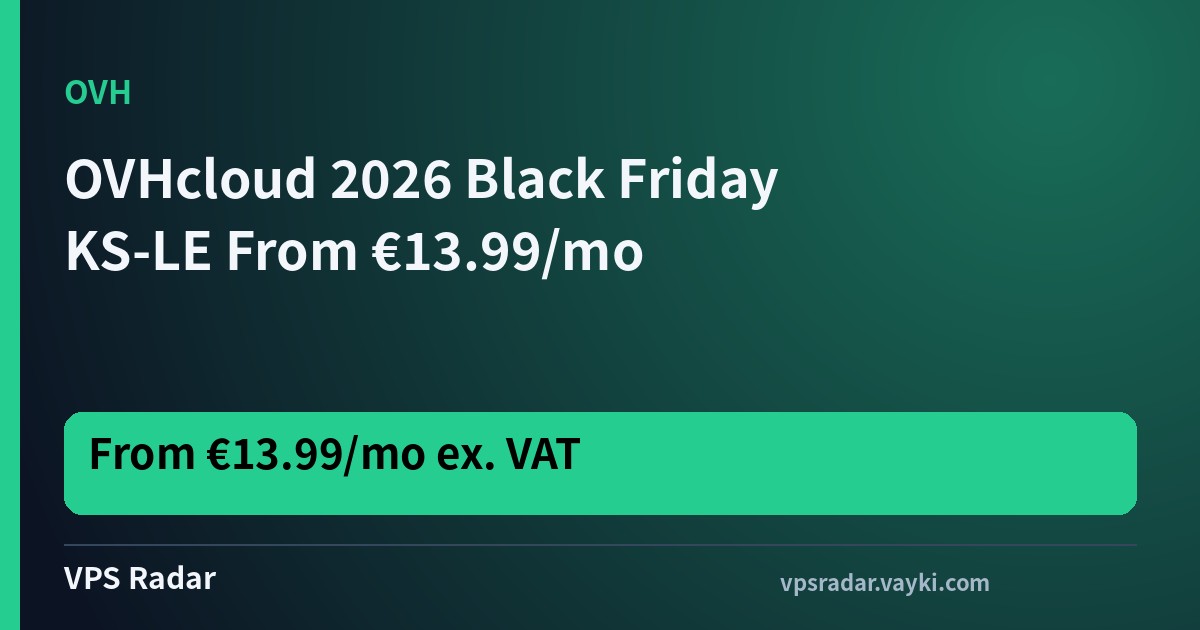 OVH
OVHcloud 2026 Black Friday
KS-LE From €13.99/mo
From €13.99/mo ex. VAT
VPS Radar
vpsradar.vayki.com